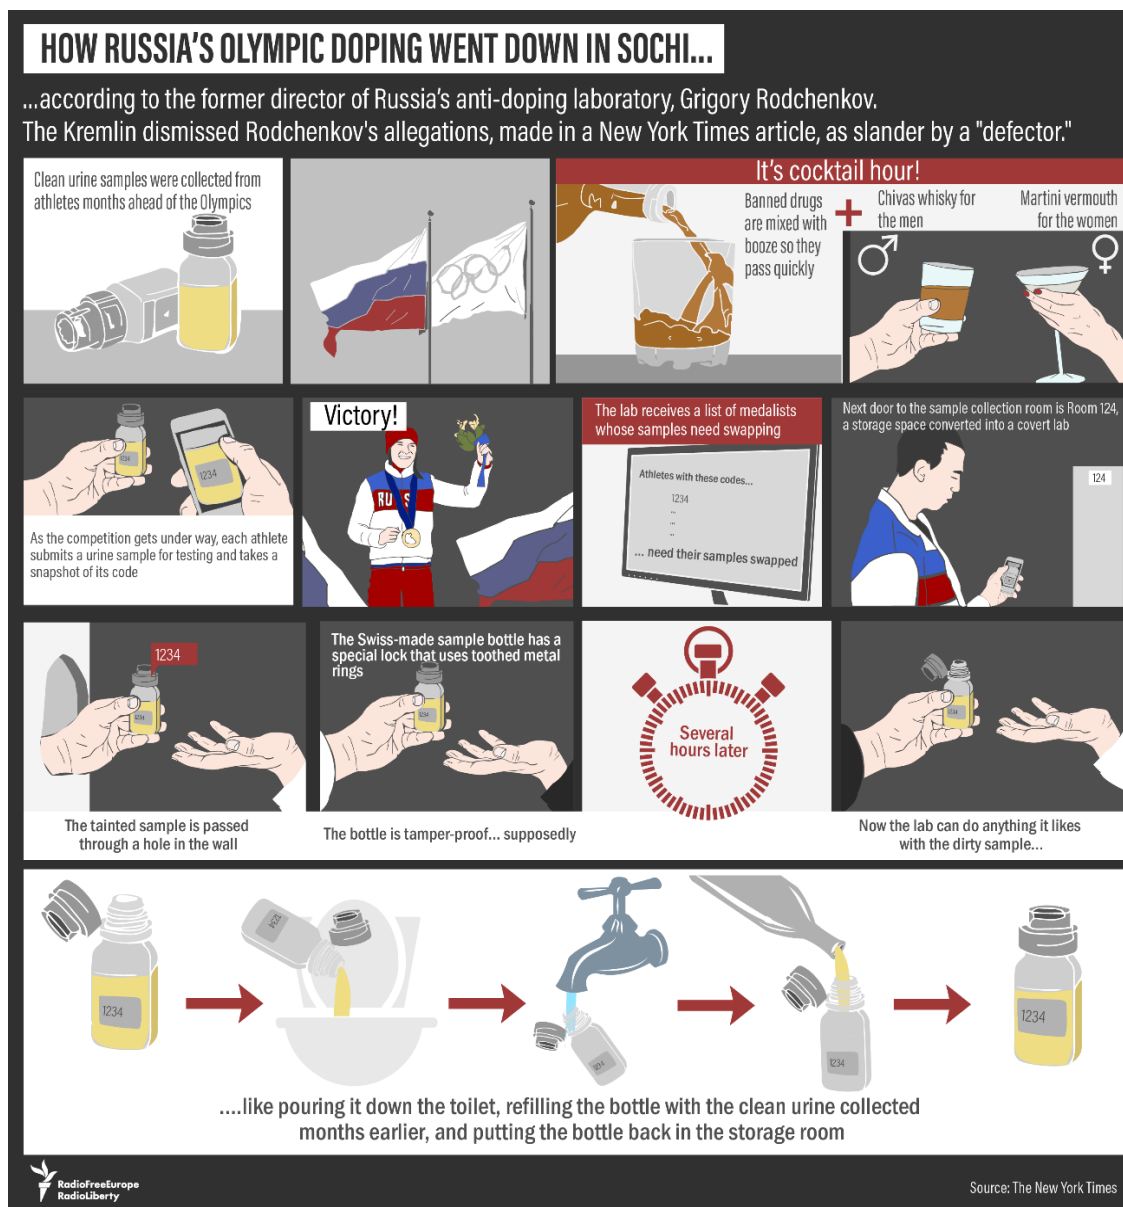 HOW RUSSIA'S OLYMPIC DOPING WENT DOWN IN SOCHI...
...according to the former director of Russia's anti-doping laboratory, Grigory Rodchenkov.
The Kremlin dismissed Rodchenkov's allegations, made in a New York Times article, as slander by a "defector."
Clean urine samples were collected from
athletes months ahead of the Olympics
It's cocktail hour!
Banned drugs
are mixed with
booze so they
pass quickly
Chivas whisky for
the men
Martini vermouth
for the women
1234
1234
As the competition gets under way, each athlete
submits a urine sample for testing and takes a
snapshot of its code
Victory!
RUS
The lab receives a list of medalists
whose samples need swapping
Athletes with these codes...
1234
...
...
..
... need their samples swapped
Next door to the sample collection room is Room 124,
a storage space converted into a covert lab
124
1234
1234
The tainted sample is passed
through a hole in the wall
The Swiss-made sample bottle has a
special lock that uses toothed metal
rings
1234
The bottle is tamper-proof... supposedly
Several
hours later
1234
Now the lab can do anything it likes
with the dirty sample...
1234
1234
1234
1234
1234
....like pouring it down the toilet, refilling the bottle with the clean urine collected
months earlier, and putting the bottle back in the storage room
RadioFreeEurope
RadioLiberty
Source: The New York Times